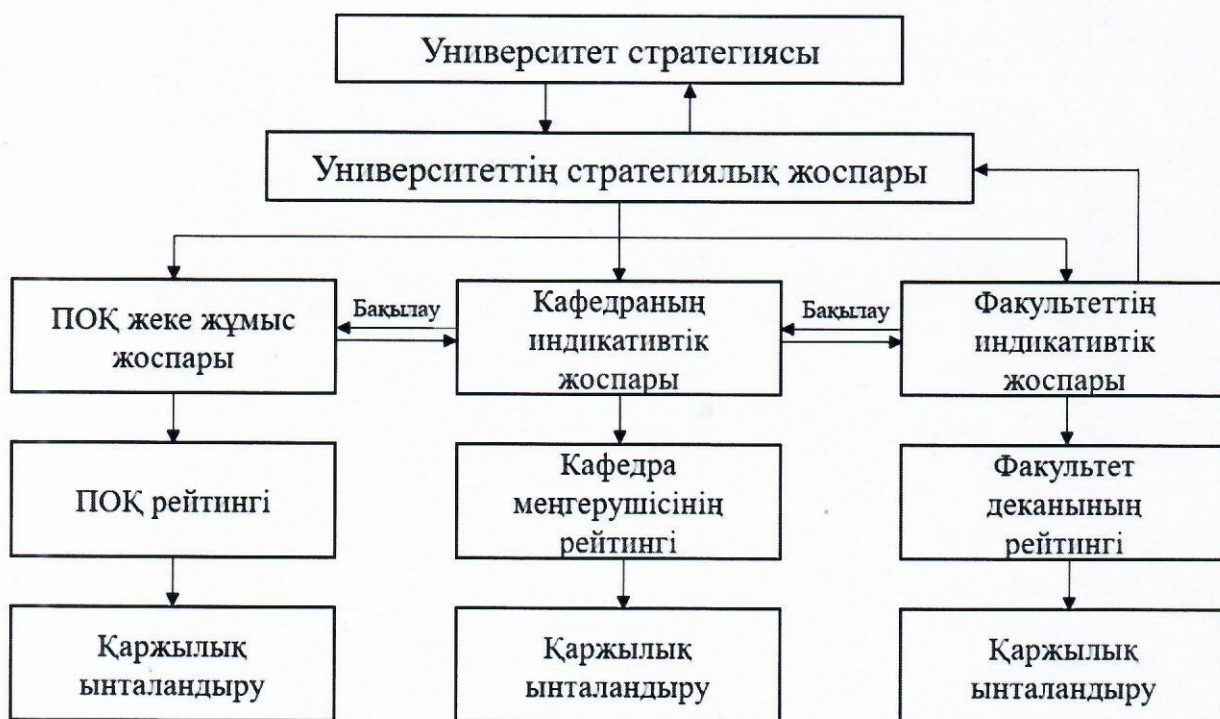 Университет стратегиясы
Университеттің стратегиялық жоспары
ПОҚ жеке жұмыс
жоспары
Бақылау
Кафедраның
индикативтік
жоспары
Бақылау
Факультеттің
индикативтік
жоспары
ПОҚ рейтингі
Кафедра
меңгерушісінің
рейтингі
Факультет
деканының
рейтингі
Қаржылық
ынталандыру
Қаржылық
ынталандыру
Қаржылық
ынталандыру